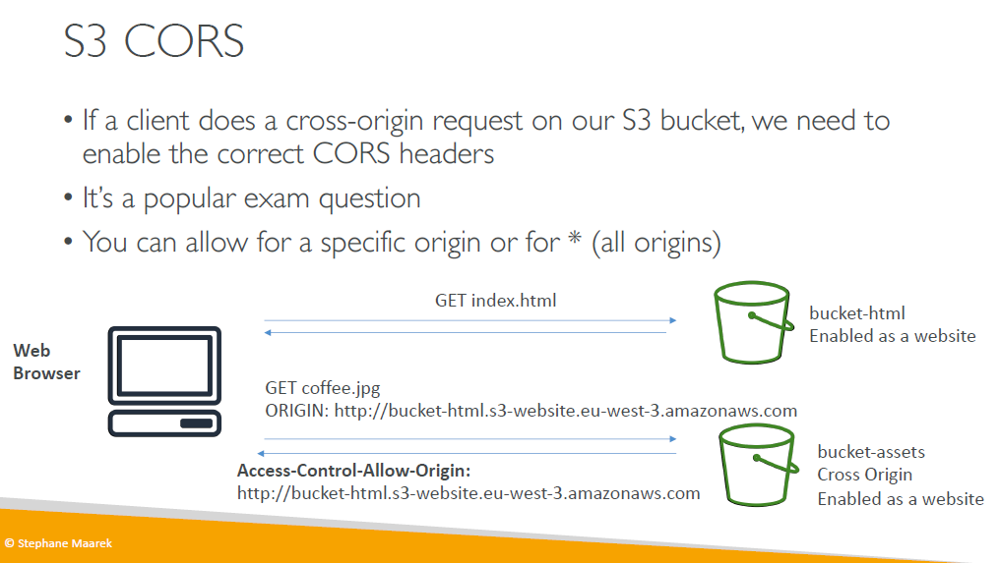 S3 CORS
• If a client does a cross-origin request on our S3 bucket, we need to
enable the correct CORS headers
• It's a popular exam question
• You can allow for a specific origin or for * (all origins)
GET index.html
bucket-html
Enabled as a website
Web
Browser
GET coffee.jpg
ORIGIN: http://bucket-html.s3-website.eu-west-3.amazonaws.com
bucket-assets
Cross Origin
Enabled as a website
Access-Control-Allow-Origin:
http://bucket-html.s3-website.eu-west-3.amazonaws.com
© Stephane Maarek